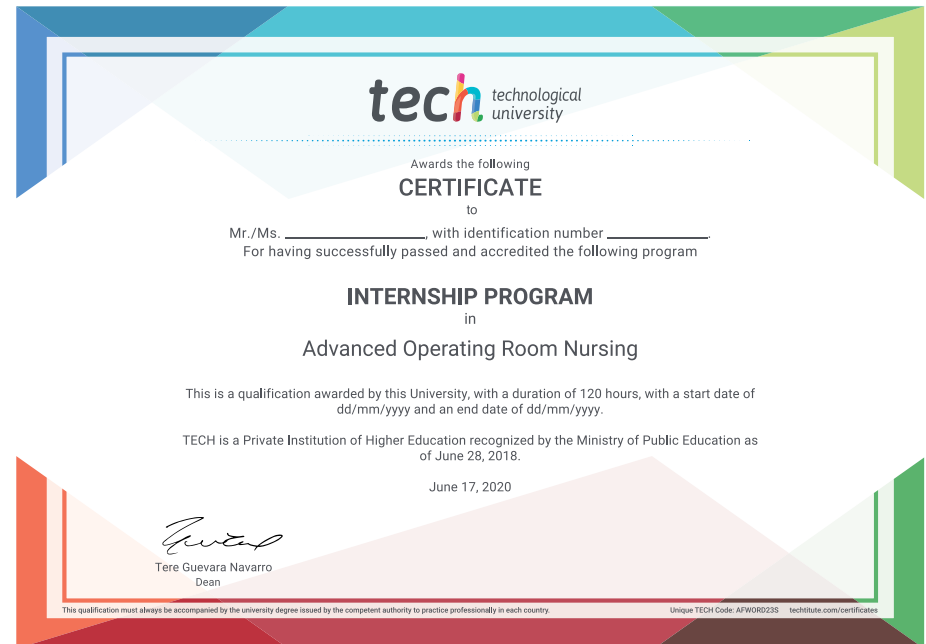 tech technological
university
Awards the following
CERTIFICATE
to
Mr./Ms. ____________________, with identification number ______________.
For having successfully passed and accredited the following program
INTERNSHIP PROGRAM
in
Advanced Operating Room Nursing
This is a qualification awarded by this University, with a duration of 120 hours, with a start date of
dd/mm/yyyy and an end date of dd/mm/yyyy.
TECH is a Private Institution of Higher Education recognized by the Ministry of Public Education as
of June 28, 2018.
June 17, 2020
Tere Guevara Navarro
Dean
This qualification must always be accompanied by the university degree issued by the competent authority to practice professionally in each country.
Unique TECH Code: AFWORD23S techtitute.com/certificates